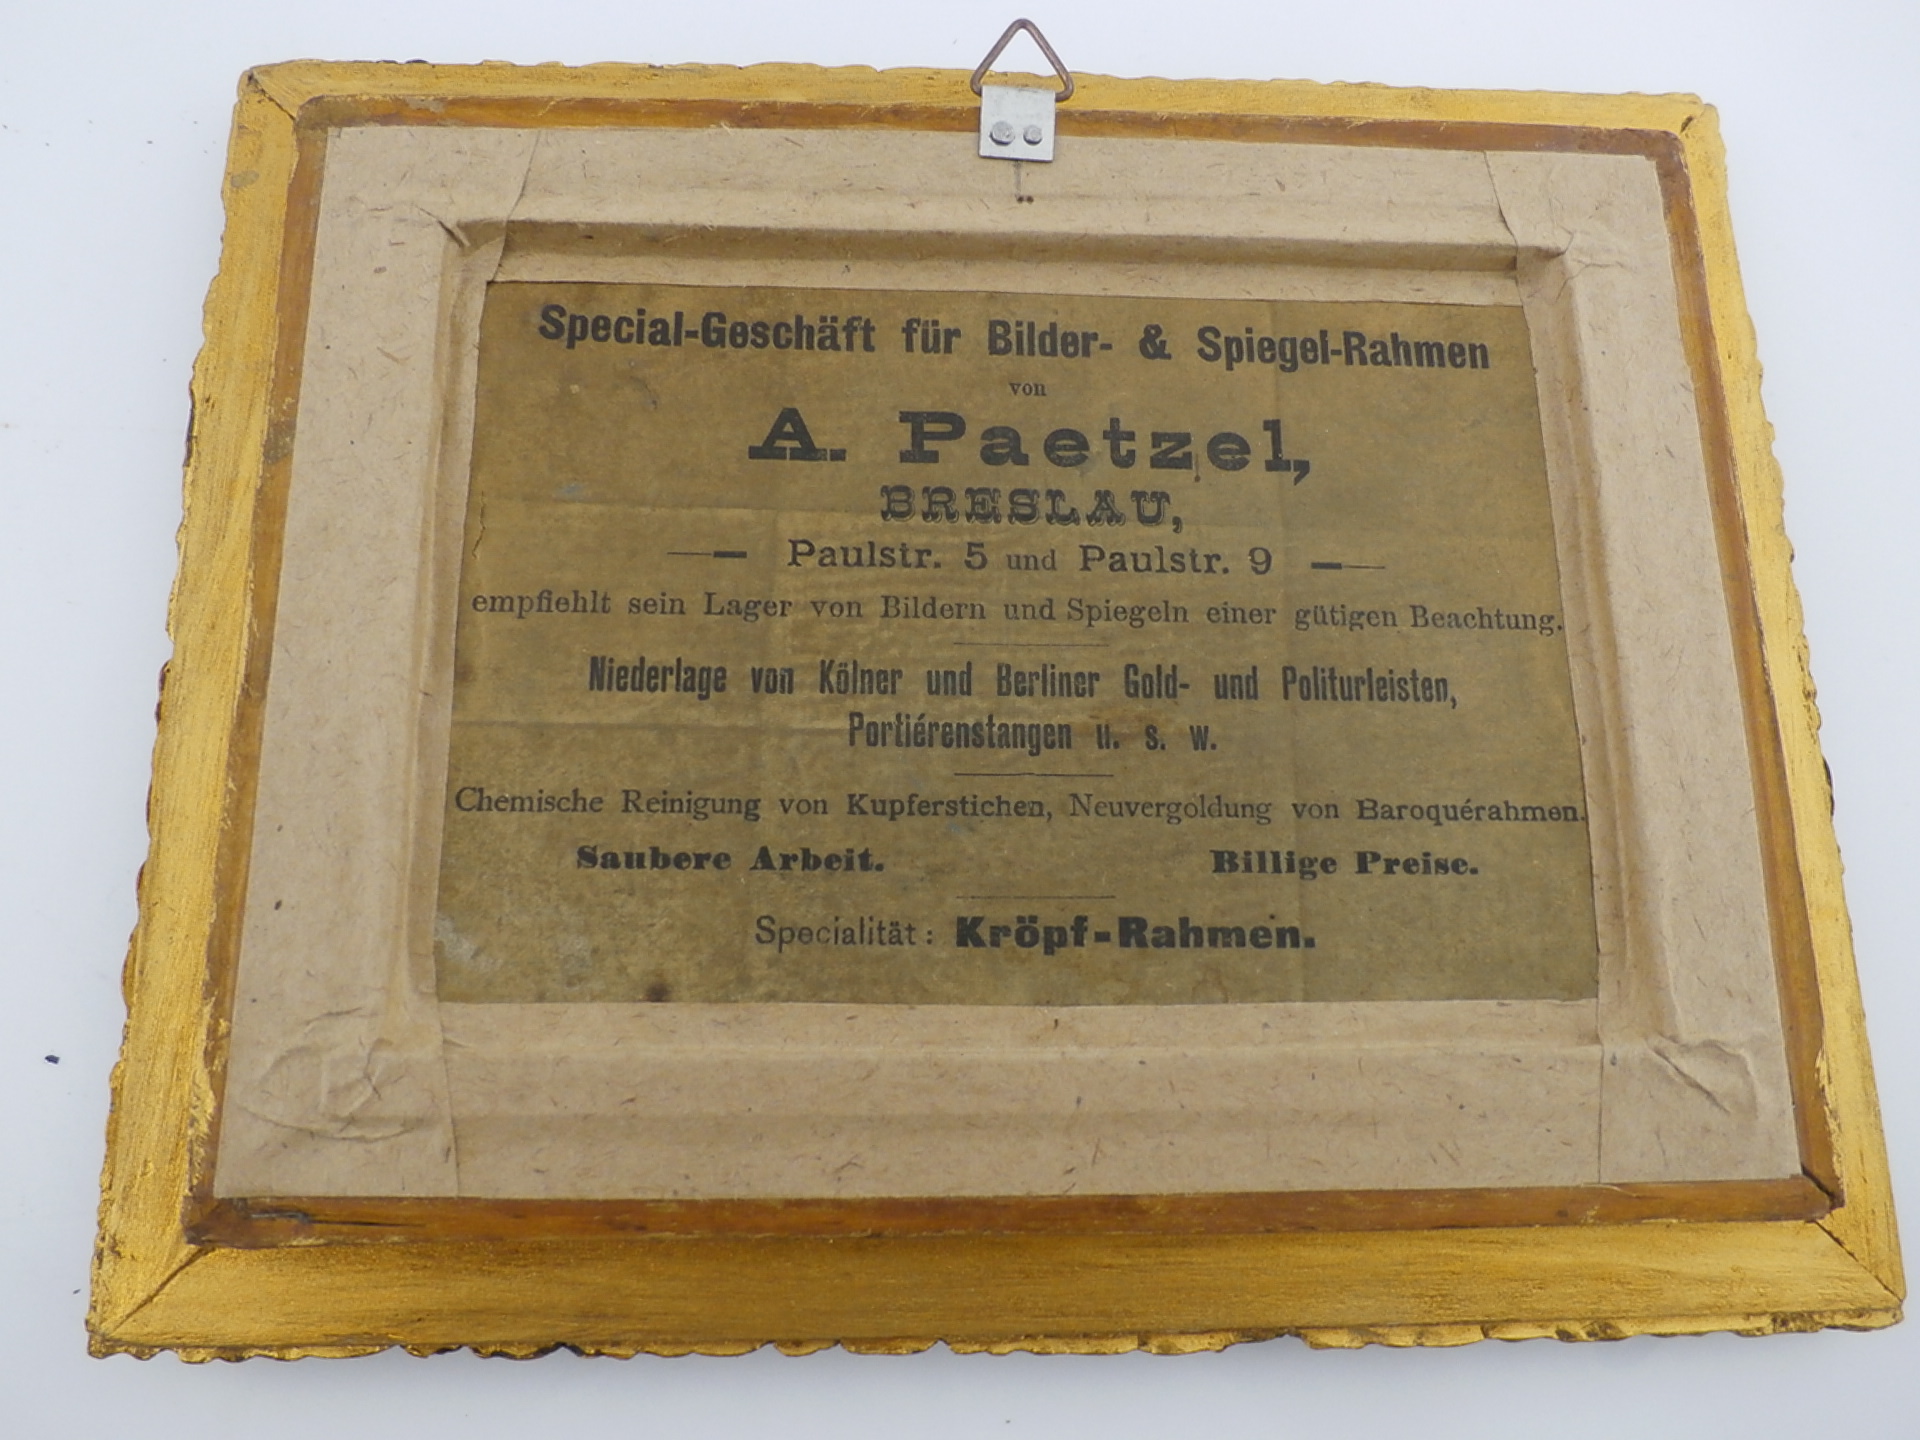 Special-Geschäft für Bilder- & Spiegel-Rahmen
von
A. Paetzel,
BRESLAU,
Paulstr. 5 und Paulstr. 9
empfiehlt sein Lager von Bildern und Spiegeln einer gütigen Beachtung.
Niederlage von Kölner und Berliner Gold- und Politurleisten,
Portiérenstangen u. s. w.
Chemische Reinigung von Kupferstichen, Neuvergoldung von Baroquérahmen.
Saubere Arbeit. Billige Preise.
Specialität: Kröpf-Rahmen.